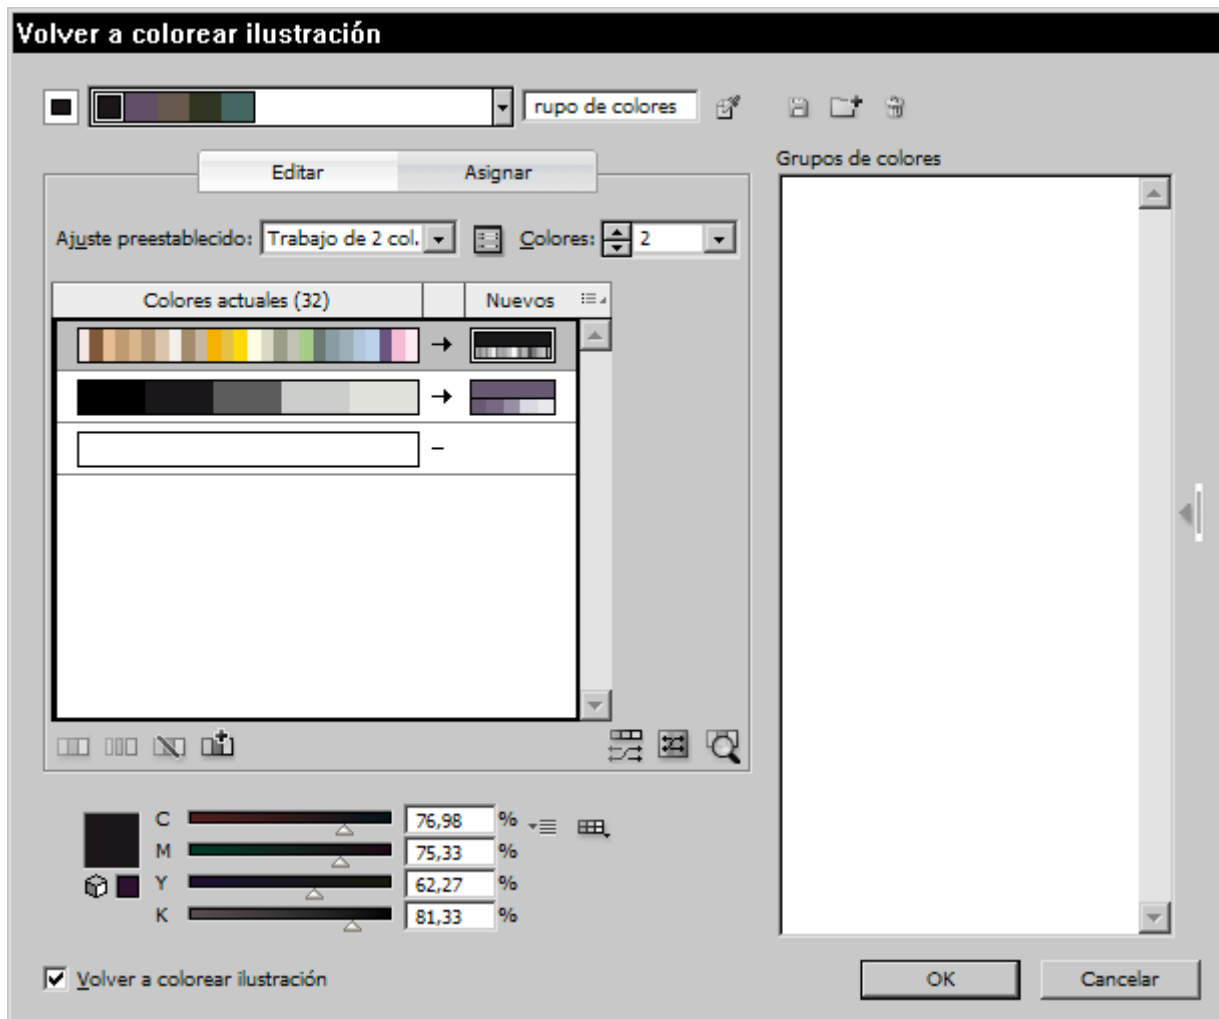 Volver a colorear ilustración
rupo de colores
Editar
Asignar
Grupos de colores
Ajuste preestablecido:
Trabajo de 2 col.
Colores:
2
Colores actuales (32)
Nuevos
C
76,98
%
M
75,33
%
Y
62,27
%
K
81,33
%
Volver a colorear ilustración
OK
Cancelar